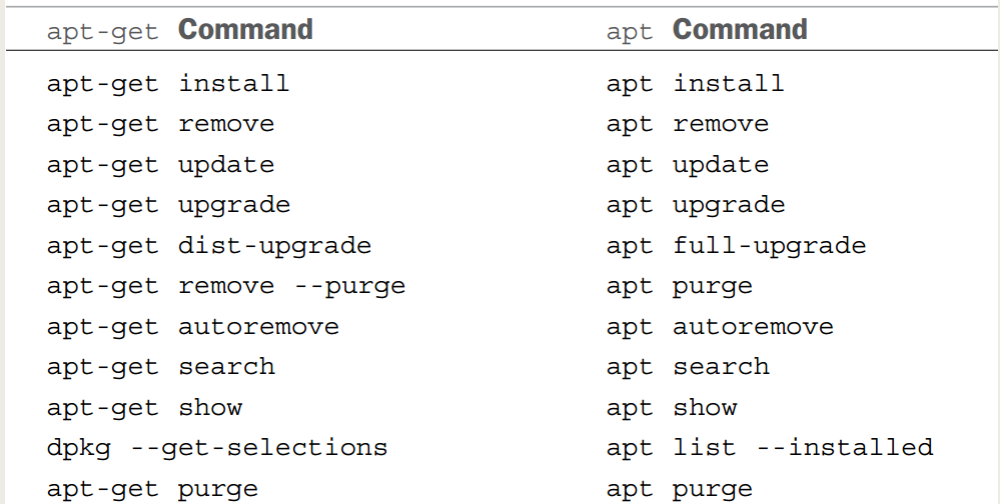 apt-get Command apt Command
apt-get install apt install
apt-get remove apt remove
apt-get update apt update
apt-get upgrade apt upgrade
apt-get dist-upgrade apt full-upgrade
apt-get remove --purge apt purge
apt-get autoremove apt autoremove
apt-get search apt search
apt-get show apt show
dpkg --get-selections apt list --installed
apt-get purge apt purge